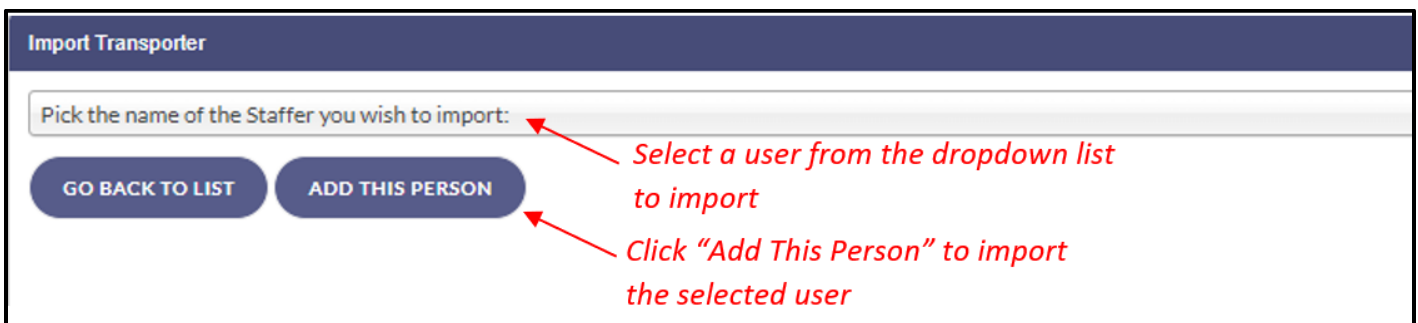 Import Transporter
Pick the name of the Staffer you wish to import:
Select a user from the dropdown list
to import
GO BACK TO LIST
ADD THIS PERSON
Click “Add This Person” to import
the selected user